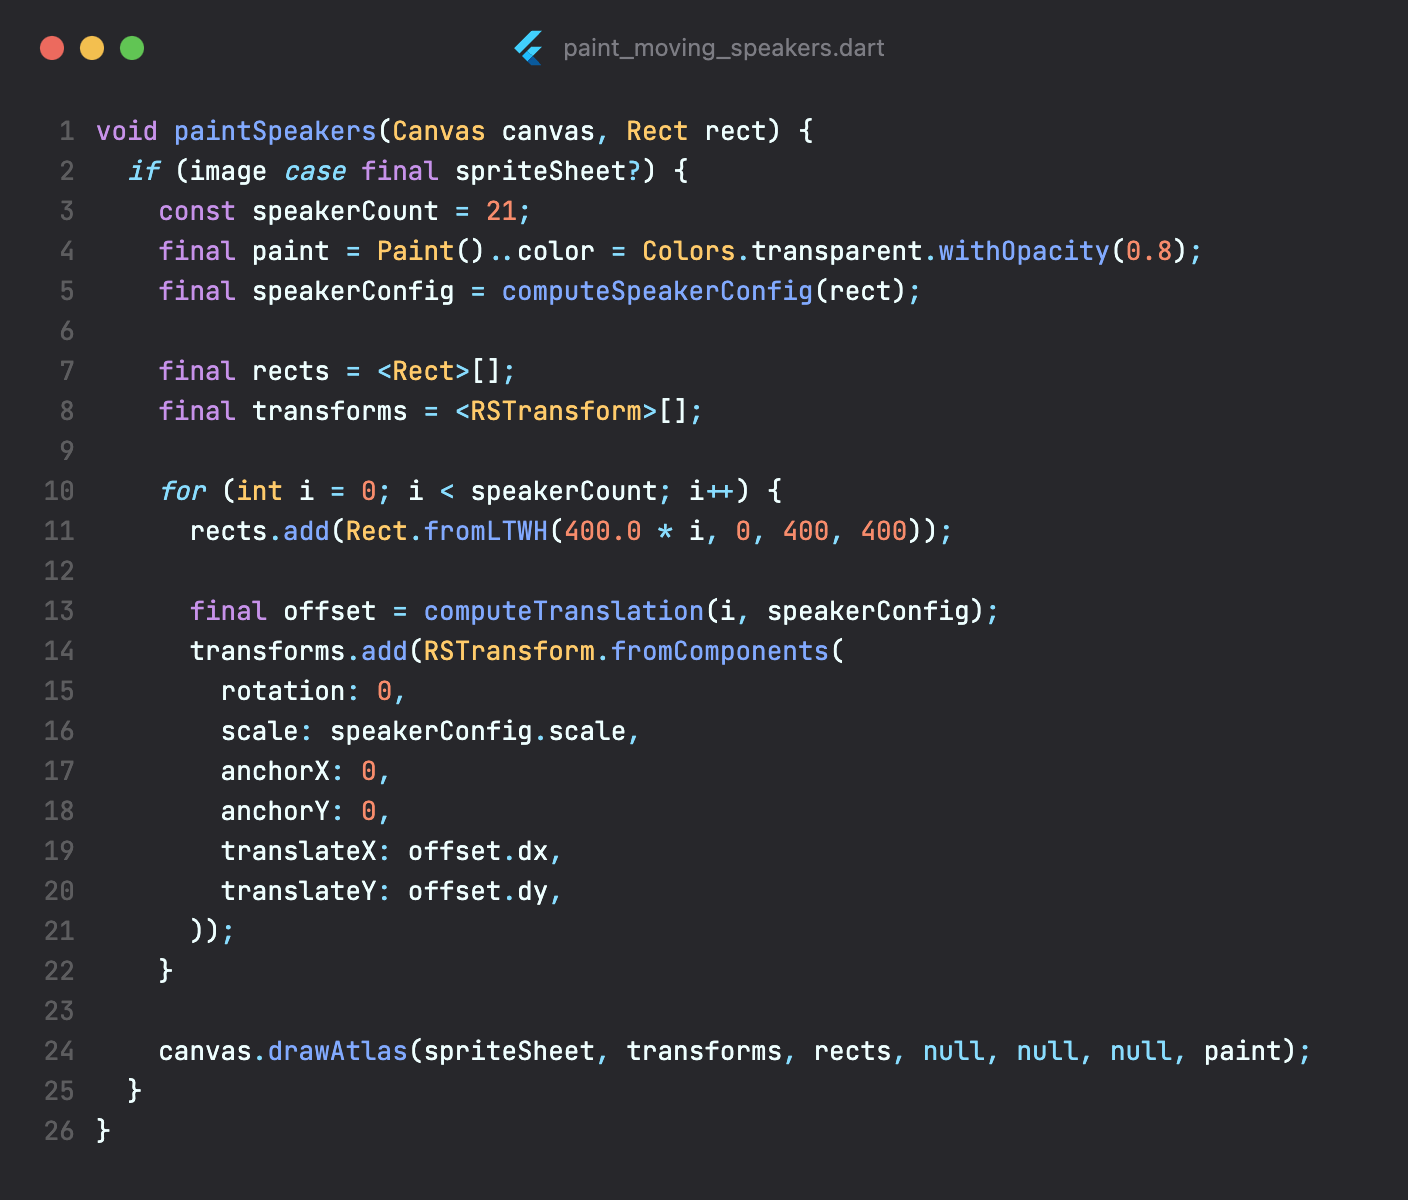 paint_moving_speakers.dart
1 void paintSpeakers(Canvas canvas, Rect rect) {
2   if (image case final spriteSheet?) {
3     const speakerCount = 21;
4     final paint = Paint()..color = Colors.transparent.withOpacity(0.8);
5     final speakerConfig = computeSpeakerConfig(rect);
6
7     final rects = <Rect>[];
8     final transforms = <RSTransform>[];
9
10     for (int i = 0; i < speakerCount; i++) {
11       rects.add(Rect.fromLTWH(400.0 * i, 0, 400, 400));
12
13       final offset = computeTranslation(i, speakerConfig);
14       transforms.add(RSTransform.fromComponents(
15         rotation: 0,
16         scale: speakerConfig.scale,
17         anchorX: 0,
18         anchorY: 0,
19         translateX: offset.dx,
20         translateY: offset.dy,
21       ));
22     }
23
24     canvas.drawAtlas(spriteSheet, transforms, rects, null, null, null, paint);
25   }
26 }